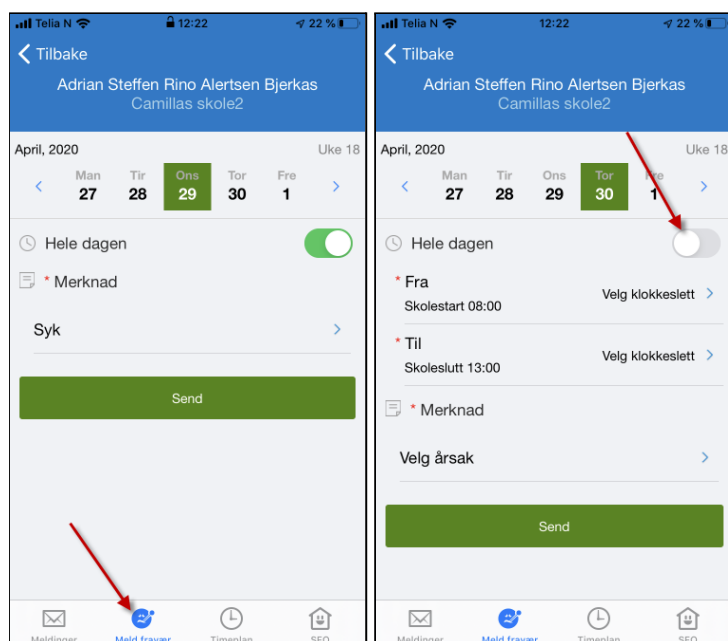 Telia N 12:22 22 %
Tilbake
Adrian Steffen Rino Alertsen Bjerkas
Camillas skole2
April, 2020 Uke 18
Man Tir Ons Tor Fre
27 28 29 30 1
Hele dagen
* Merknad
Syk
Send
Meldinger Meld fravær Timeplan SFO
Telia N 12:22 22 %
Tilbake
Adrian Steffen Rino Alertsen Bjerkas
Camillas skole2
April, 2020 Uke 18
Man Tir Ons Tor Fre
27 28 29 30 1
Hele dagen
* Fra
Skolestart 08:00 Velg klokkeslett
* Til
Skoleslutt 13:00 Velg klokkeslett
* Merknad
Velg årsak
Send
Meldinger Meld fravær Timeplan SFO